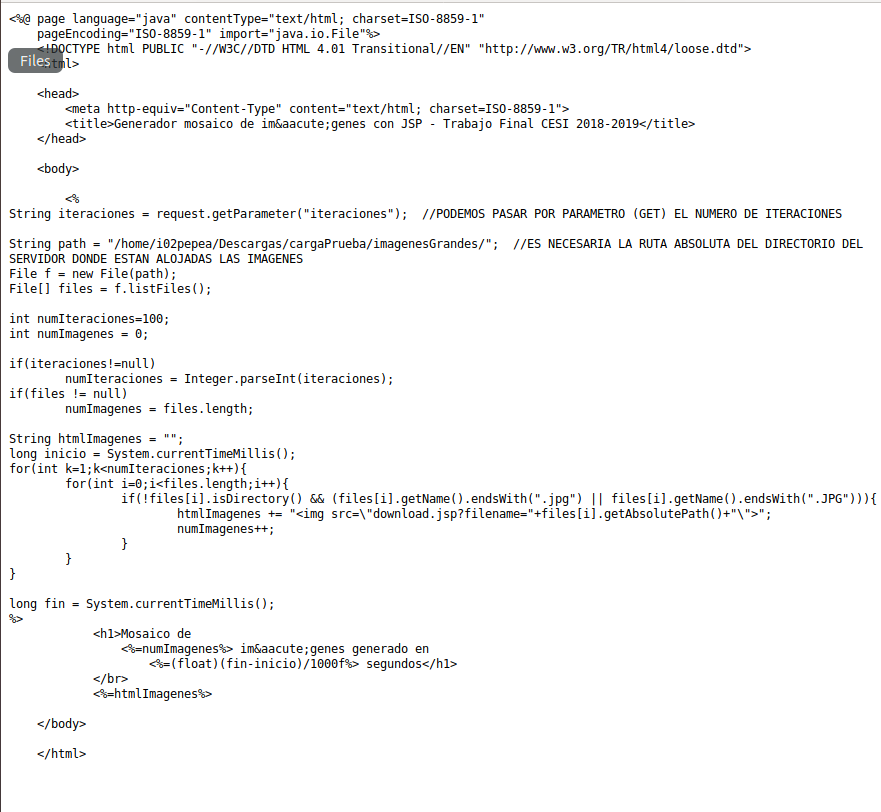 <%@ page language="java" contentType="text/html; charset=ISO-8859-1"
pageEncoding="ISO-8859-1" import="java.io.File"%>
<!DOCTYPE html PUBLIC "-//W3C//DTD HTML 4.01 Transitional//EN" "http://www.w3.org/TR/html4/loose.dtd">
Files
tml>
<head>
<meta http-equiv="Content-Type" content="text/html; charset=ISO-8859-1">
<title>Generador mosaico de im&aacute;genes con JSP - Trabajo Final CESI 2018-2019</title>
</head>
<body>
<%
String iteraciones = request.getParameter("iteraciones");  //PODEMOS PASAR POR PARAMETRO (GET) EL NUMERO DE ITERACIONES
String path = "/home/i02pepea/Descargas/cargaPrueba/imagenesGrandes/";  //ES NECESARIA LA RUTA ABSOLUTA DEL DIRECTORIO DEL
SERVIDOR DONDE ESTAN ALOJADAS LAS IMAGENES
File f = new File(path);
File[] files = f.listFiles();
int numIteraciones=100;
int numImagenes = 0;
if(iteraciones!=null)
numIteraciones = Integer.parseInt(iteraciones);
if(files != null)
numImagenes = files.length;
String htmlImagenes = "";
long inicio = System.currentTimeMillis();
for(int k=1;k<numIteraciones;k++){
for(int i=0;i<files.length;i++){
if(!files[i].isDirectory() && (files[i].getName().endsWith(".jpg") || files[i].getName().endsWith(".JPG"))){
htmlImagenes += "<img src=\"download.jsp?filename="+files[i].getAbsolutePath()+"\">";
numImagenes++;
}
}
}
long fin = System.currentTimeMillis();
%>
<h1>Mosaico de
<%=numImagenes%> im&aacute;genes generado en
<%=(float)(fin-inicio)/1000f%> segundos</h1>
</br>
<%=htmlImagenes%>
</body>
</html>